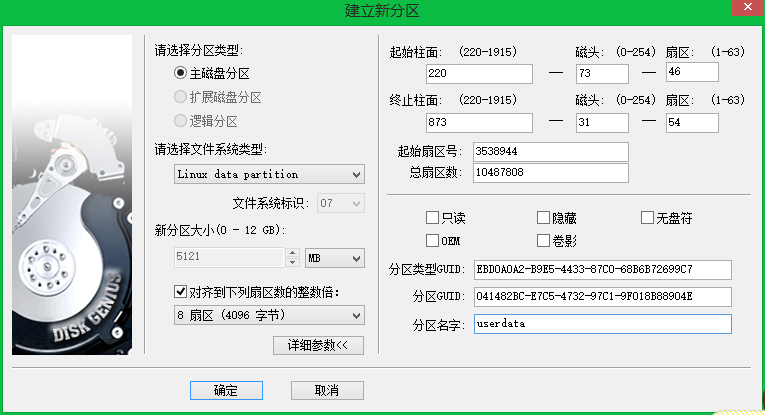 建立新分区
请选择分区类型:
主磁盘分区
扩展磁盘分区
逻辑分区
请选择文件系统类型:
Linux data partition
文件系统标识: 07
新分区大小(0 - 12 GB):
5121 MB
对齐到下列扇区数的整数倍:
8 扇区 (4096 字节)
详细参数<<
起始柱面: (220-1915) 磁头: (0-254) 扇区: (1-63)
220 — 73 — 46
终止柱面: (220-1915) 磁头: (0-254) 扇区: (1-63)
873 — 31 — 54
起始扇区号: 3538944
总扇区数: 10487808
只读 隐藏 无盘符
OEM 卷影
分区类型GUID: EBD0A0A2-B9E5-4433-87C0-68B6B72699C7
分区GUID: 041482BC-E7C5-4732-97C1-9F018B88904E
分区名字: userdata
确定 取消
DISK GENIUS